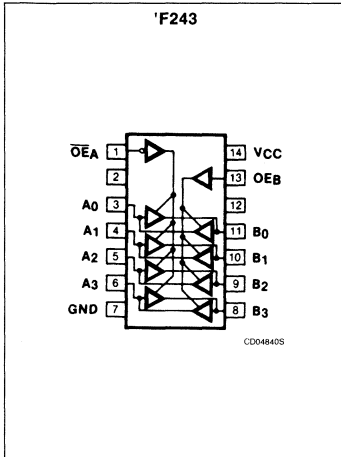 'F243
OEA 1 14 VCC
2 13 OEB
A0 3 12
A1 4 11 B0
A2 5 10 B1
A3 6 9 B2
GND 7 8 B3
CD04840S